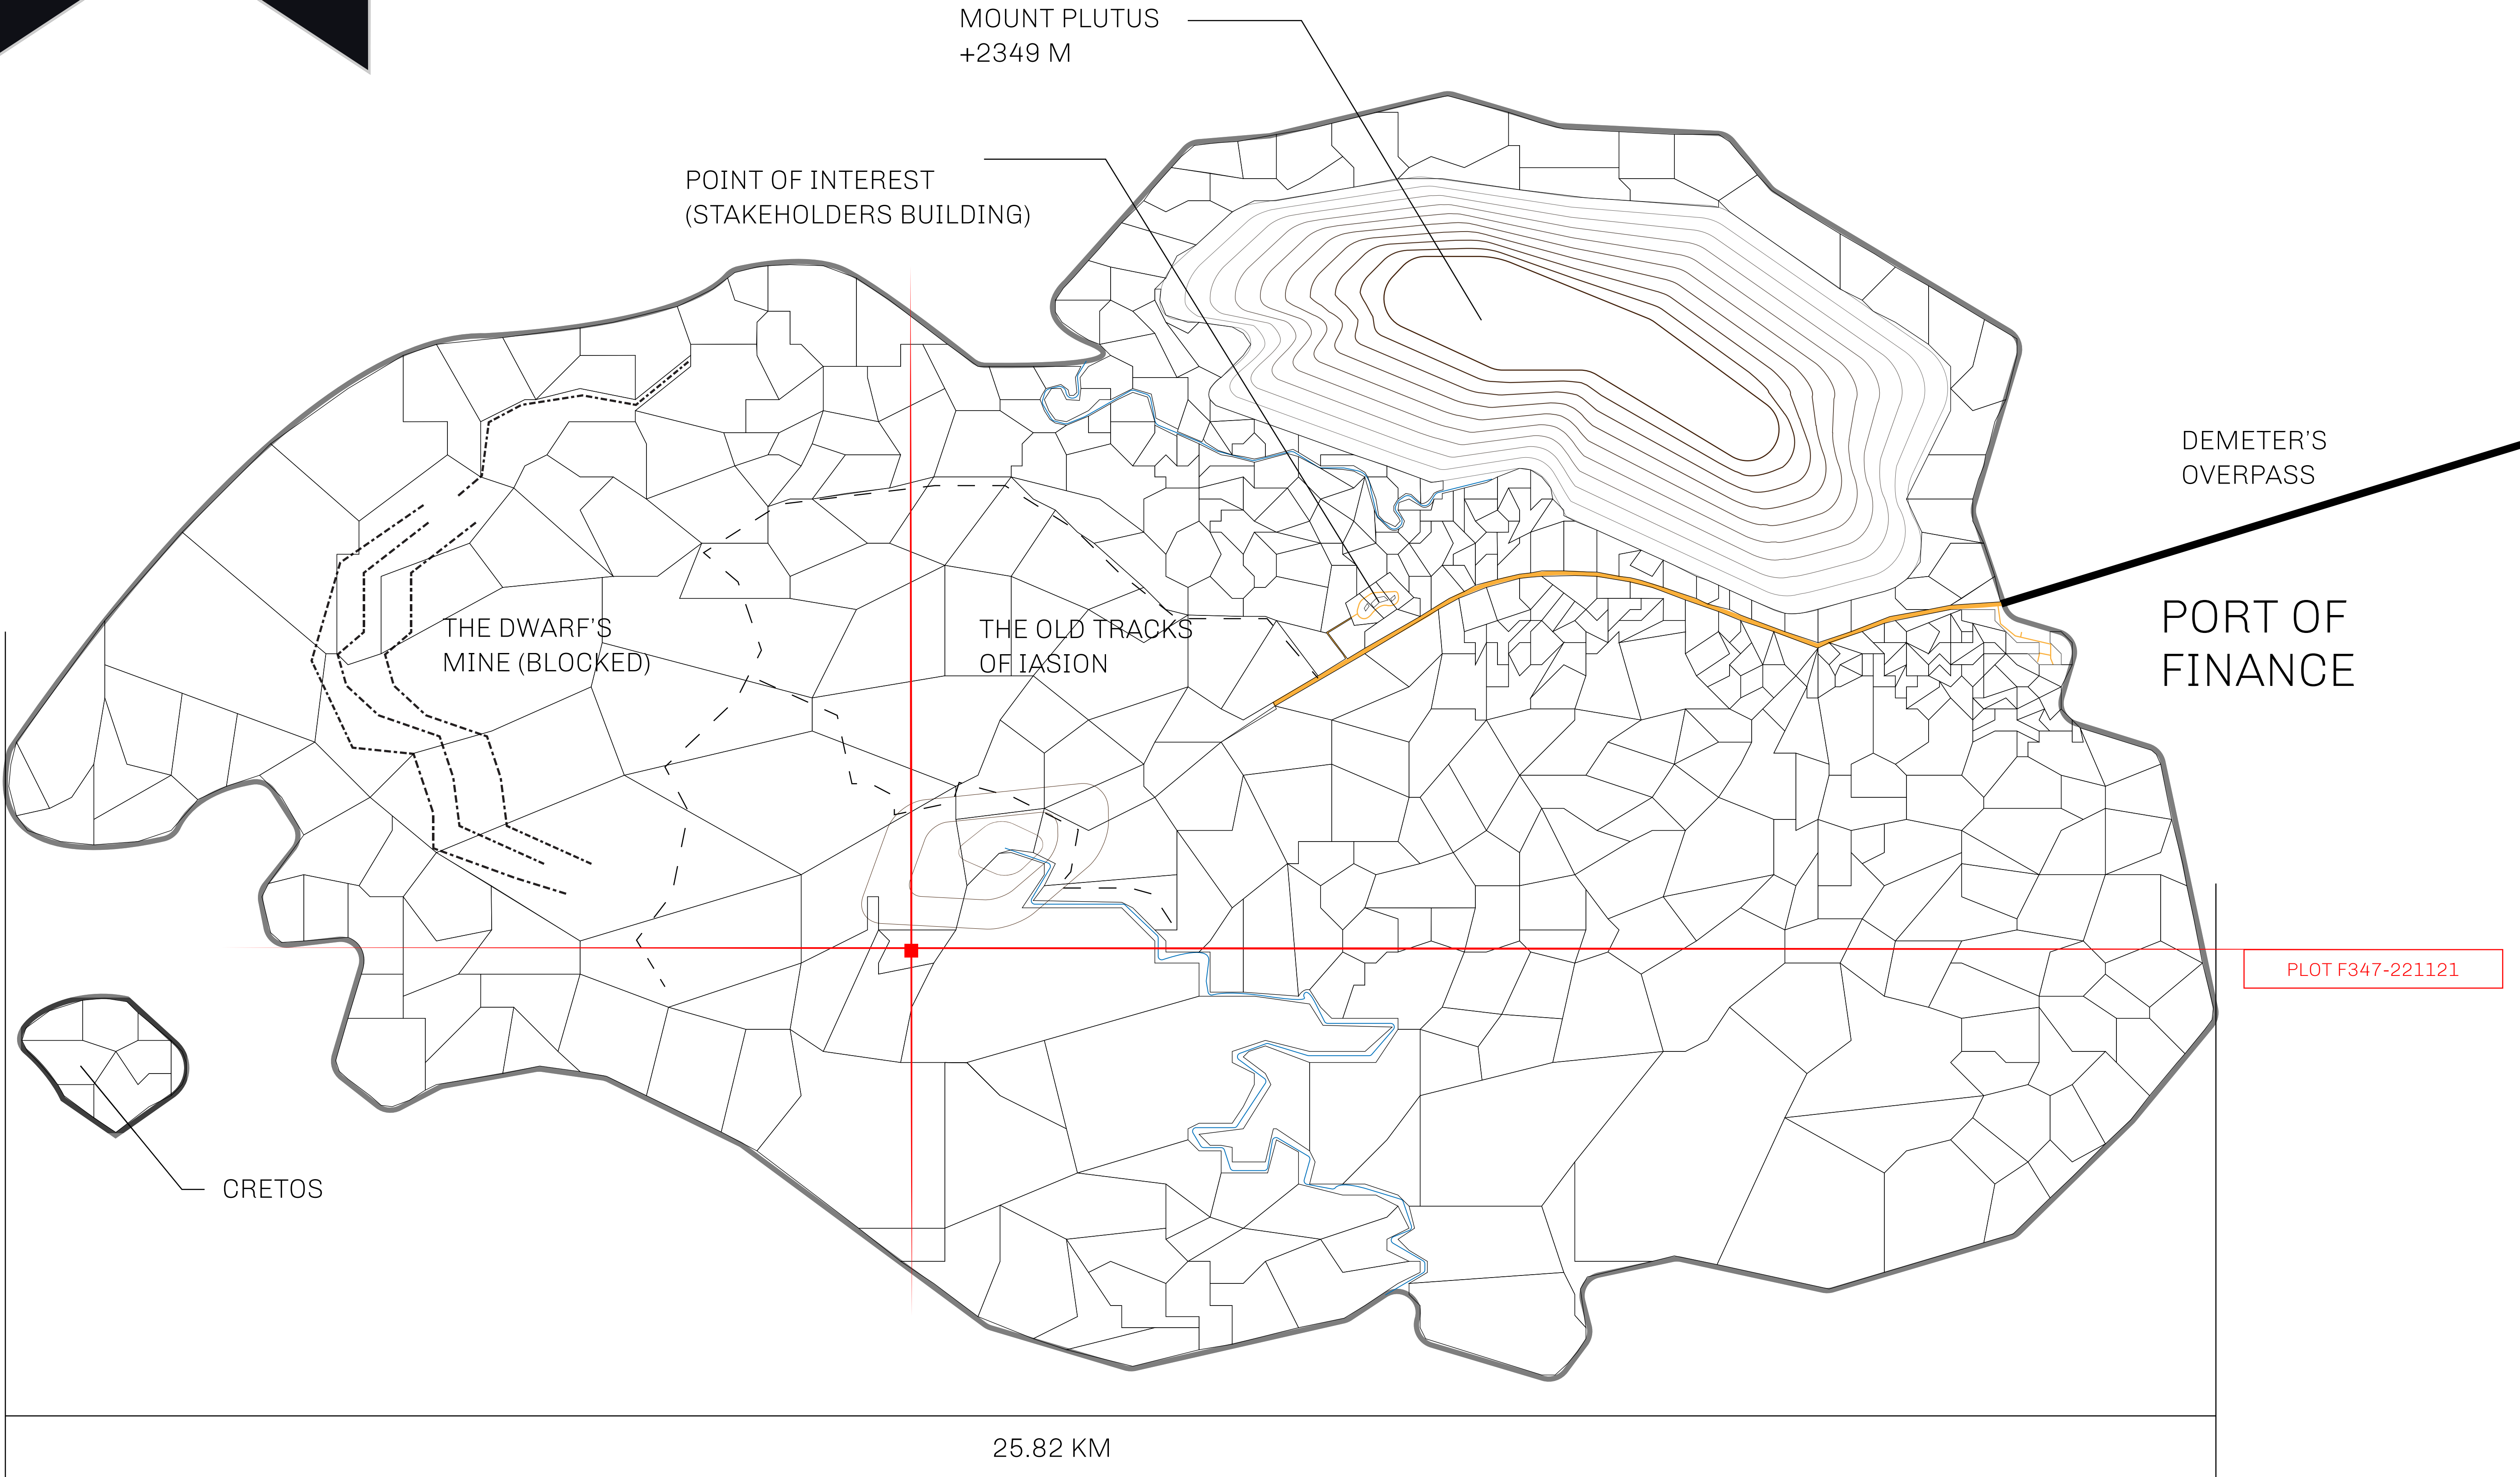 MOUNT PLUTUS
+2349 M
POINT OF INTEREST
(STAKEHOLDERS BUILDING)
DEMETER'S
OVERPASS
PORT OF
FINANCE
THE DWARF'S
MINE (BLOCKED)
THE OLD TRACKS
OF IASION
PLOT F347-221121
CRETOS
25.82 KM